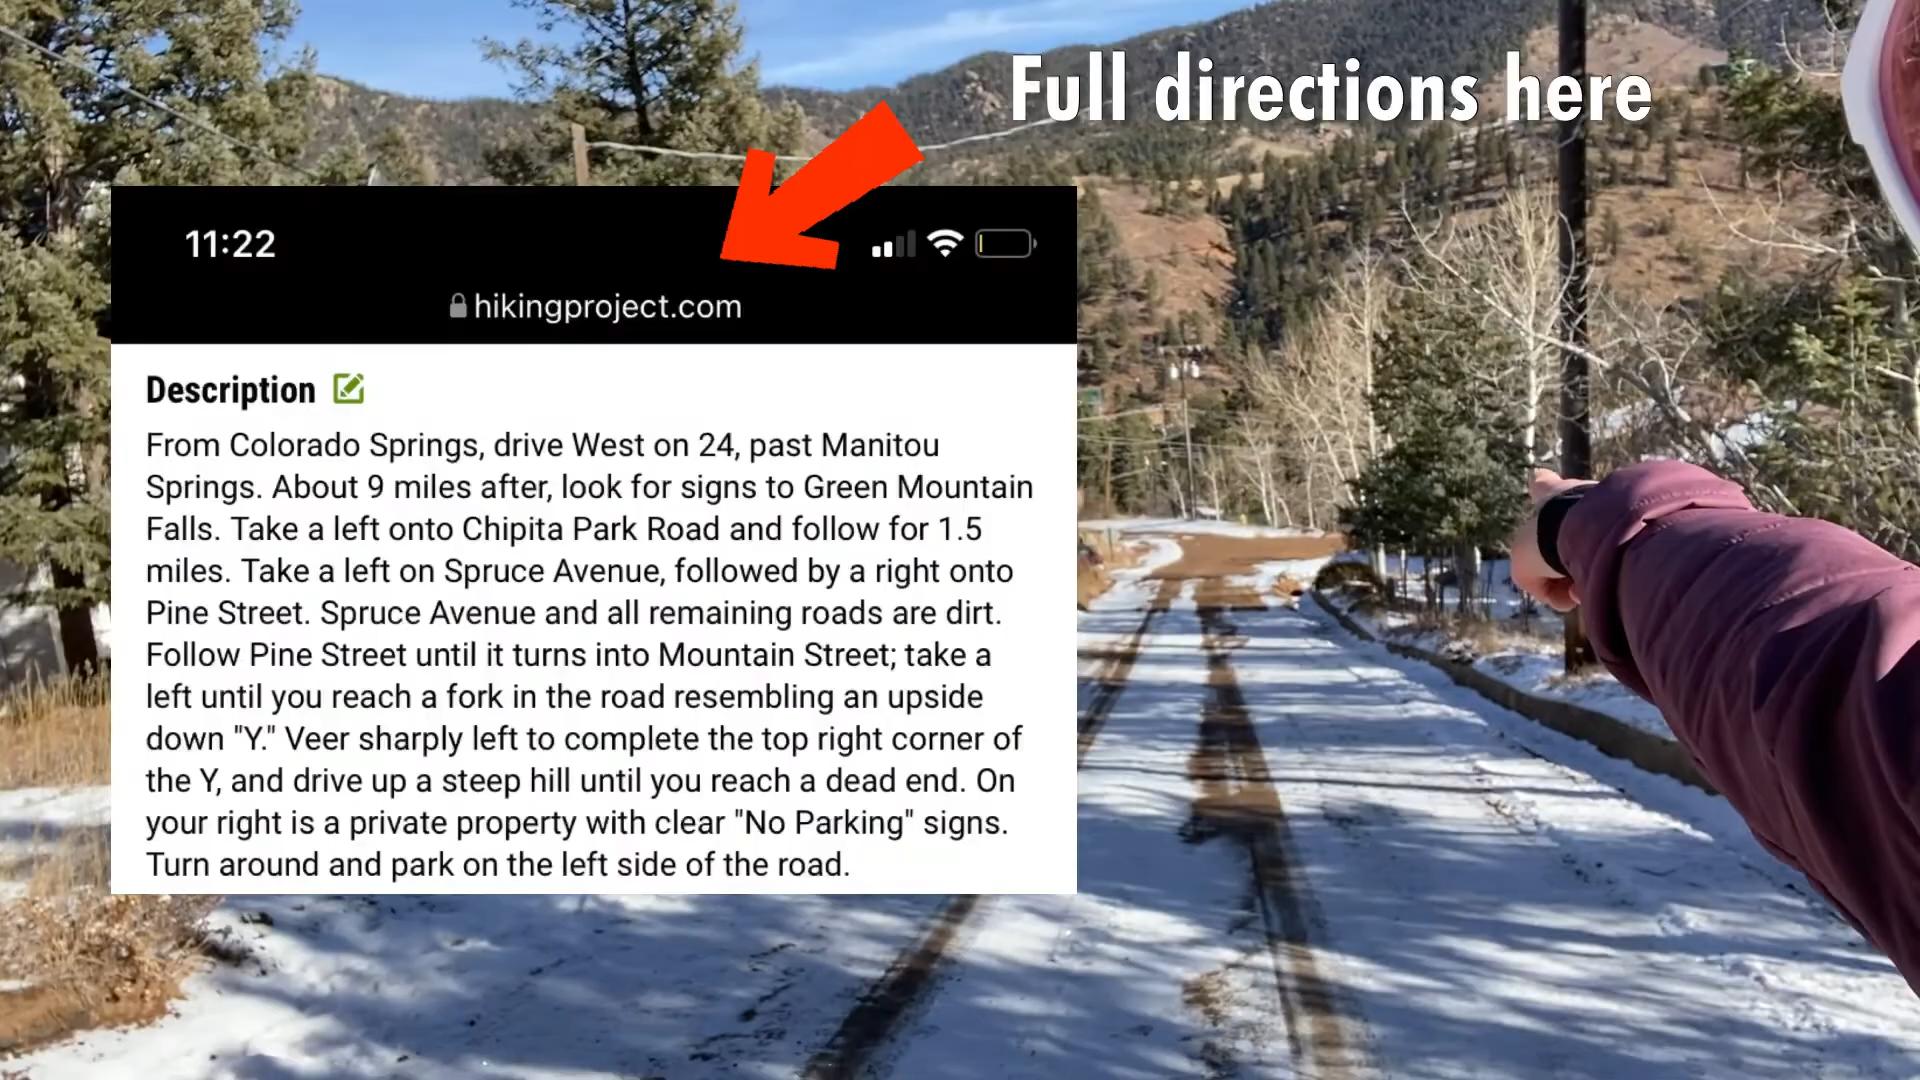 Full directions here
11:22
hikingproject.com
Description
From Colorado Springs, drive West on 24, past Manitou
Springs. About 9 miles after, look for signs to Green Mountain
Falls. Take a left onto Chipita Park Road and follow for 1.5
miles. Take a left on Spruce Avenue, followed by a right onto
Pine Street. Spruce Avenue and all remaining roads are dirt.
Follow Pine Street until it turns into Mountain Street; take a
left until you reach a fork in the road resembling an upside
down "Y." Veer sharply left to complete the top right corner of
the Y, and drive up a steep hill until you reach a dead end. On
your right is a private property with clear "No Parking" signs.
Turn around and park on the left side of the road.